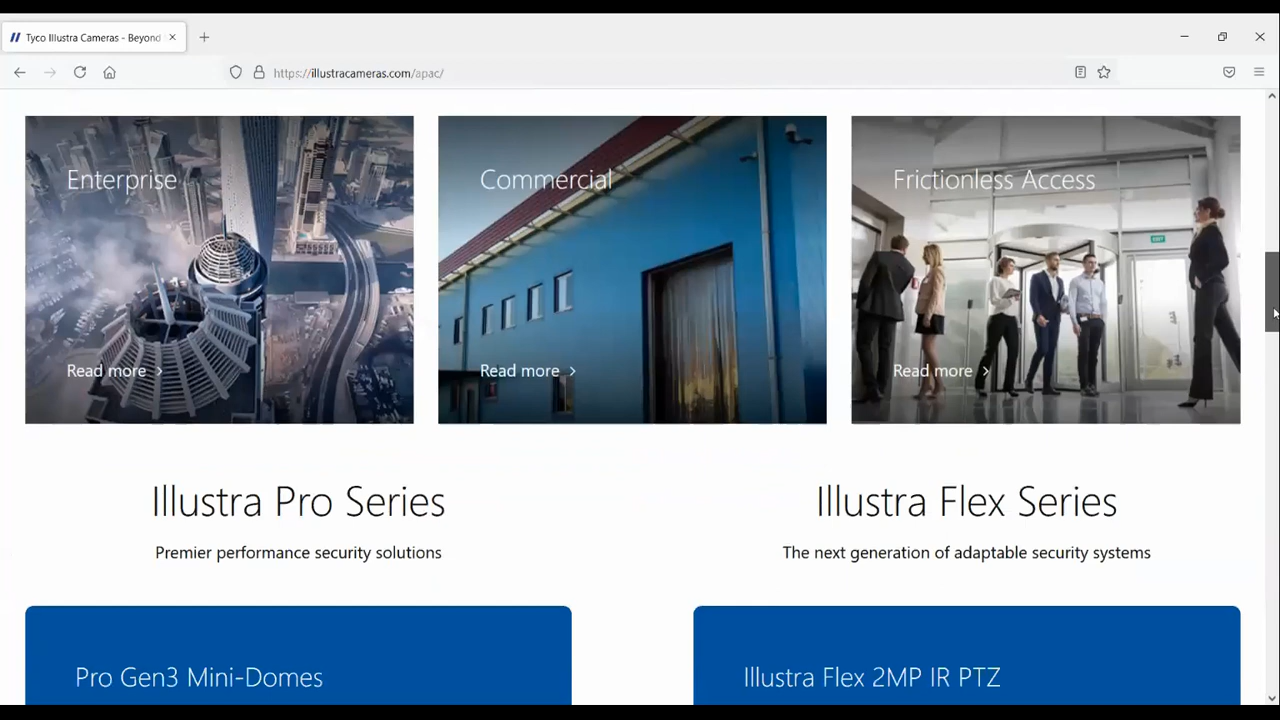 Tyco Illustra Cameras - Beyond
https://illustracameras.com/apac/
Enterprise
Commercial
Frictionless Access
EXIT
Read more
Read more
Read more
Illustra Pro Series
Illustra Flex Series
Premier performance security solutions
The next generation of adaptable security systems
Pro Gen3 Mini-Domes
Illustra Flex 2MP IR PTZ